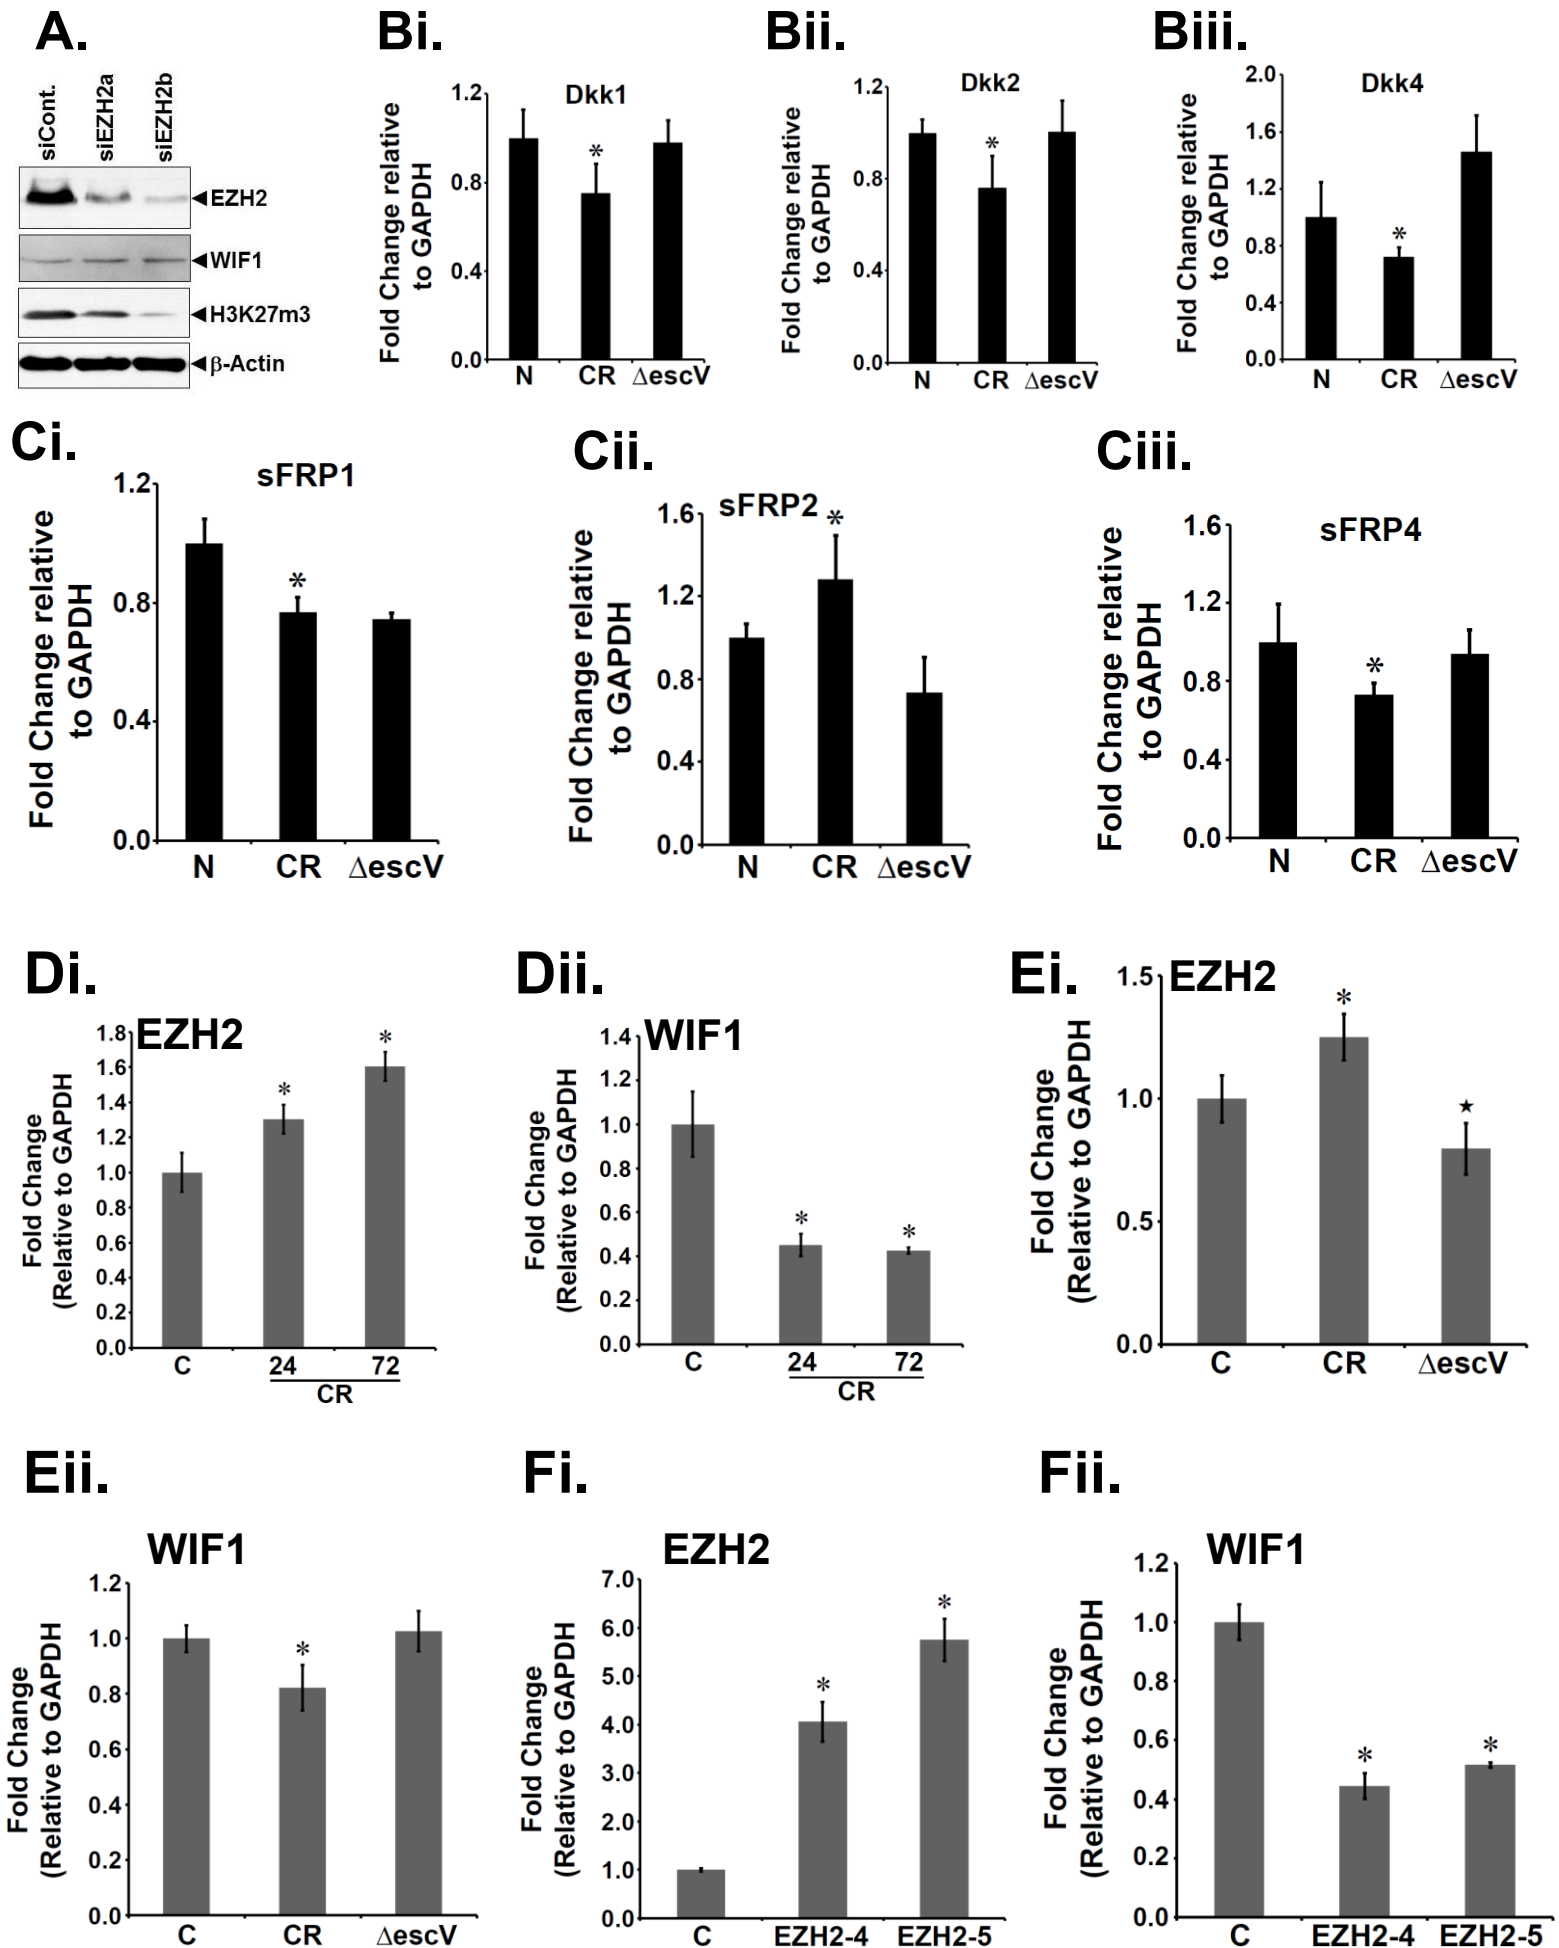 A.
siCont.
siEZH2a
siEZH2b
EZH2
WIF1
H3K27m3
β-Actin
Bi.
Dkk1
Fold Change relative
to GAPDH
1.2
0.8
0.4
0.0
*
N CR ΔescV
Bii.
Dkk2
Fold Change relative
to GAPDH
1.2
0.8
0.4
0.0
*
N CR ΔescV
Biii.
Dkk4
Fold Change relative
to GAPDH
2.0
1.6
1.2
0.8
0.4
0.0
*
N CR ΔescV
Ci.
sFRP1
Fold Change relative
to GAPDH
1.2
0.8
0.4
0.0
*
N CR ΔescV
Cii.
sFRP2
Fold Change relative
to GAPDH
1.6
1.2
0.8
0.4
0.0
*
N CR ΔescV
Ciii.
sFRP4
Fold Change relative
to GAPDH
1.6
1.2
0.8
0.4
0.0
*
N CR ΔescV
Di.
EZH2
Fold Change
(Relative to GAPDH
1.8
1.6
1.4
1.2
1.0
0.8
0.6
0.4
0.2
0.0
* *
C 24 72
CR
Dii.
WIF1
Fold Change
(Relative to GAPDH
1.4
1.2
1.0
0.8
0.6
0.4
0.2
0.0
* *
C 24 72
CR
Ei.
EZH2
Fold Change
(Relative to GAPDH
1.5
1.0
0.5
0.0
* ★
C CR ΔescV
Eii.
WIF1
Fold Change
(Relative to GAPDH
1.2
1.0
0.8
0.6
0.4
0.2
0.0
*
C CR ΔescV
Fi.
EZH2
Fold Change
(Relative to GAPDH
7.0
6.0
5.0
4.0
3.0
2.0
1.0
0.0
* *
C EZH2-4 EZH2-5
Fii.
WIF1
Fold Change
(Relative to GAPDH
1.2
1.0
0.8
0.6
0.4
0.2
0.0
* *
C EZH2-4 EZH2-5